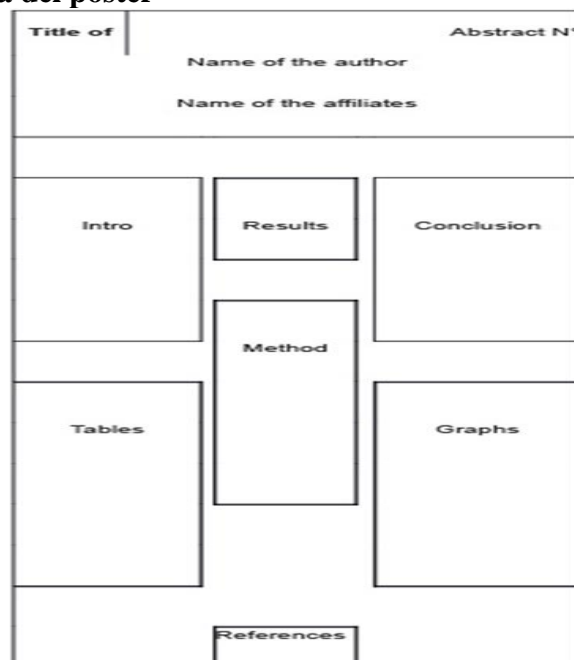 a del poster
Title of
Abstract N°
Name of the author
Name of the affiliates
Intro
Results
Conclusion
Method
Tables
Graphs
References